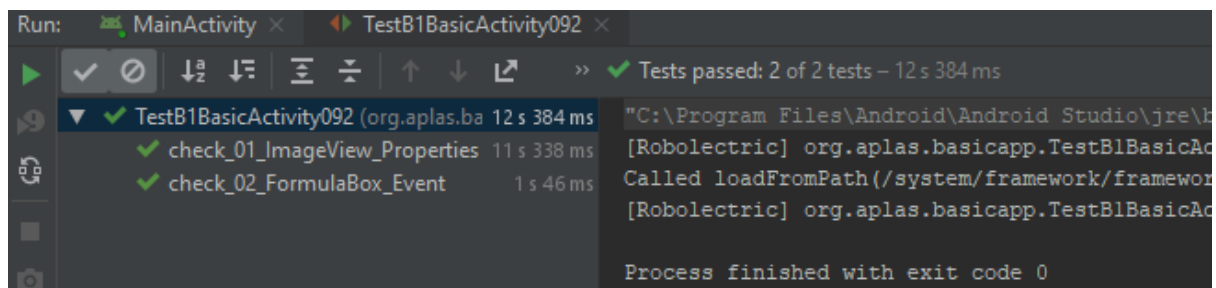 Run: MainActivity × TestB1BasicActivity092 ×
» Tests passed: 2 of 2 tests – 12 s 384 ms
TestB1BasicActivity092 (org.aplas.ba 12 s 384 ms
check_01_ImageView_Properties 11 s 338 ms
check_02_FormulaBox_Event 1 s 46 ms
"C:\Program Files\Android\Android Studio\jre\b
[Robolectric] org.aplas.basicapp.TestB1BasicAc
Called loadFromPath(/system/framework/framewor
[Robolectric] org.aplas.basicapp.TestB1BasicAc
Process finished with exit code 0